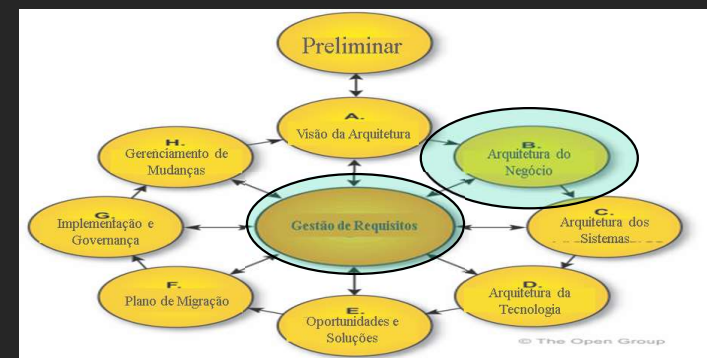 Preliminar
A.
Visão da Arquitetura
B.
Arquitetura do
Negócio
C.
Arquitetura dos
Sistemas
D.
Arquitetura da
Tecnologia
E.
Oportunidades e
Soluções
F.
Plano de Migração
G.
Implementação e
Governança
H.
Gerenciamento de
Mudanças
Gestão de Requisitos
© The Open Group